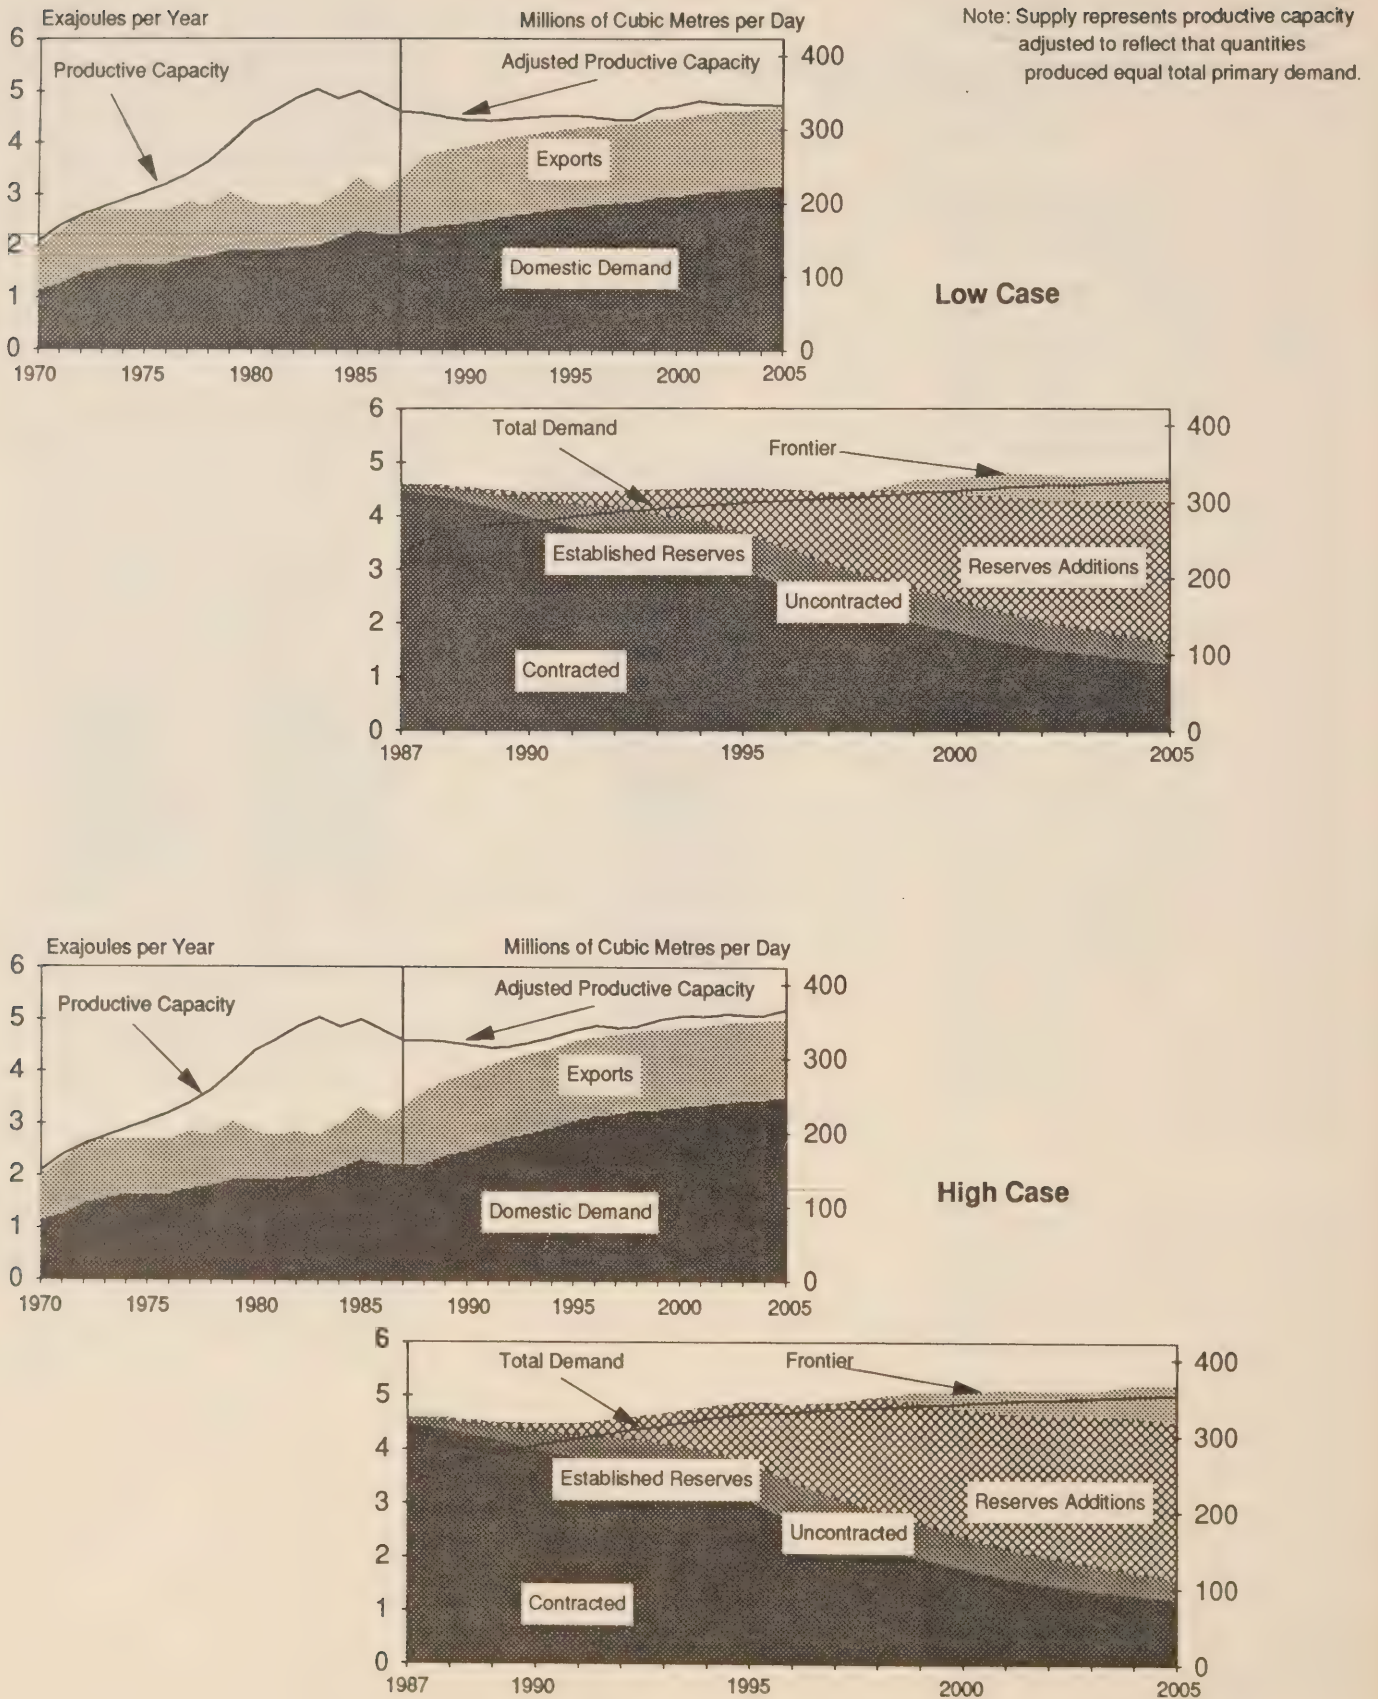 Exajoules per Year
Millions of Cubic Metres per Day
Note: Supply represents productive capacity
adjusted to reflect that quantities
produced equal total primary demand.
6
5
4
3
2
1
0
400
300
200
100
0
Productive Capacity
Adjusted Productive Capacity
Exports
Domestic Demand
Low Case
1970
1975
1980
1985
1990
1995
2000
2005
6
5
4
3
2
1
0
400
300
200
100
0
Total Demand
Frontier
Established Reserves
Reserves Additions
Uncontracted
Contracted
1987
1990
1995
2000
2005
Exajoules per Year
Millions of Cubic Metres per Day
6
5
4
3
2
1
0
400
300
200
100
0
Productive Capacity
Adjusted Productive Capacity
Exports
Domestic Demand
High Case
1970
1975
1980
1985
1990
1995
2000
2005
6
5
4
3
2
1
0
400
300
200
100
0
Total Demand
Frontier
Established Reserves
Reserves Additions
Uncontracted
Contracted
1987
1990
1995
2000
2005